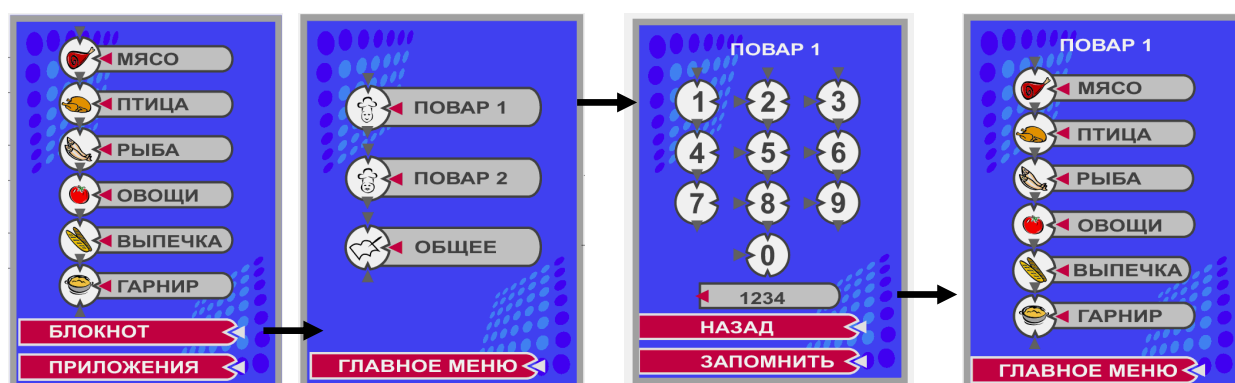 МЯСО
ПТИЦА
РЫБА
ОВОЩИ
ВЫПЕЧКА
ГАРНИР
БЛОКНОТ
ПРИЛОЖЕНИЯ
ПОВАР 1
ПОВАР 2
ОБЩЕЕ
ГЛАВНОЕ МЕНЮ
ПОВАР 1
1 2 3
4 5 6
7 8 9
0
1234
НАЗАД
ЗАПОМНИТЬ
ПОВАР 1
МЯСО
ПТИЦА
РЫБА
ОВОЩИ
ВЫПЕЧКА
ГАРНИР
ГЛАВНОЕ МЕНЮ